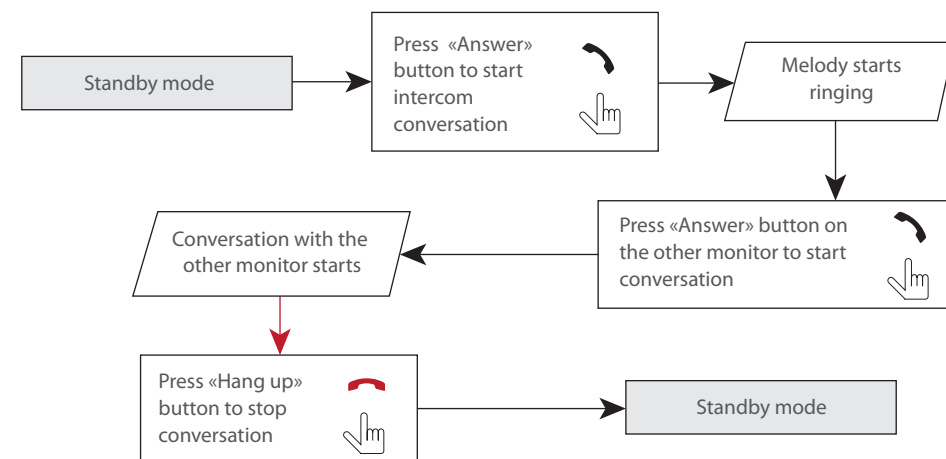 Standby mode
Press «Answer»
button to start
intercom
conversation
Melody starts
ringing
Press «Answer» button on
the other monitor to start
conversation
Conversation with the
other monitor starts
Press «Hang up»
button to stop
conversation
Standby mode